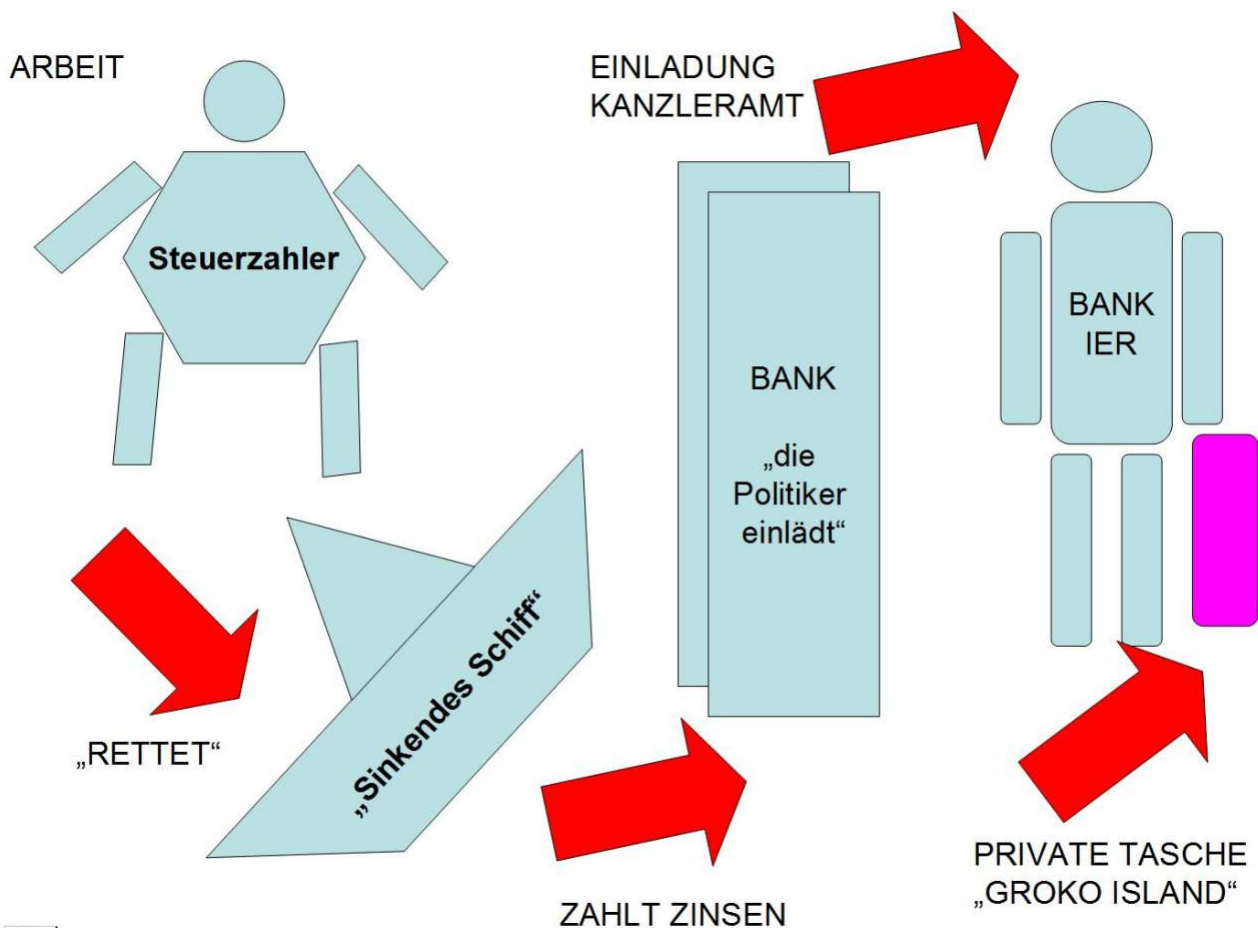 ARBEIT
Steuerzahler
„RETTET“
„Sinkendes Schiff“
ZAHLT ZINSEN
EINLADUNG
KANZLERAMT
BANK
„die
Politiker
einlädt“
BANK
IER
PRIVATE TASCHE
„GROKO ISLAND“